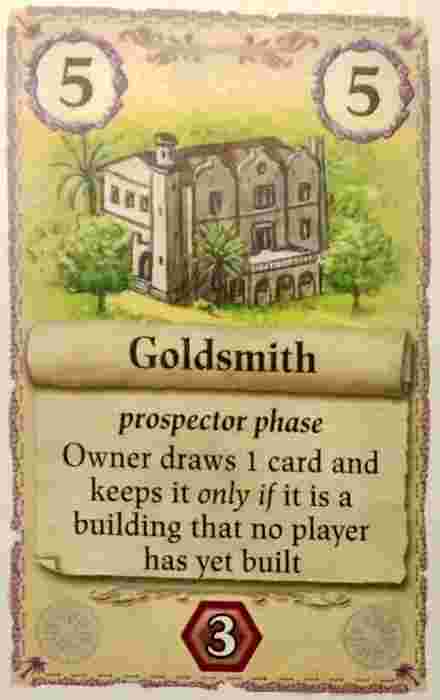 5 5
Goldsmith
prospector phase
Owner draws 1 card and
keeps it only if it is a
building that no player
has yet built
3